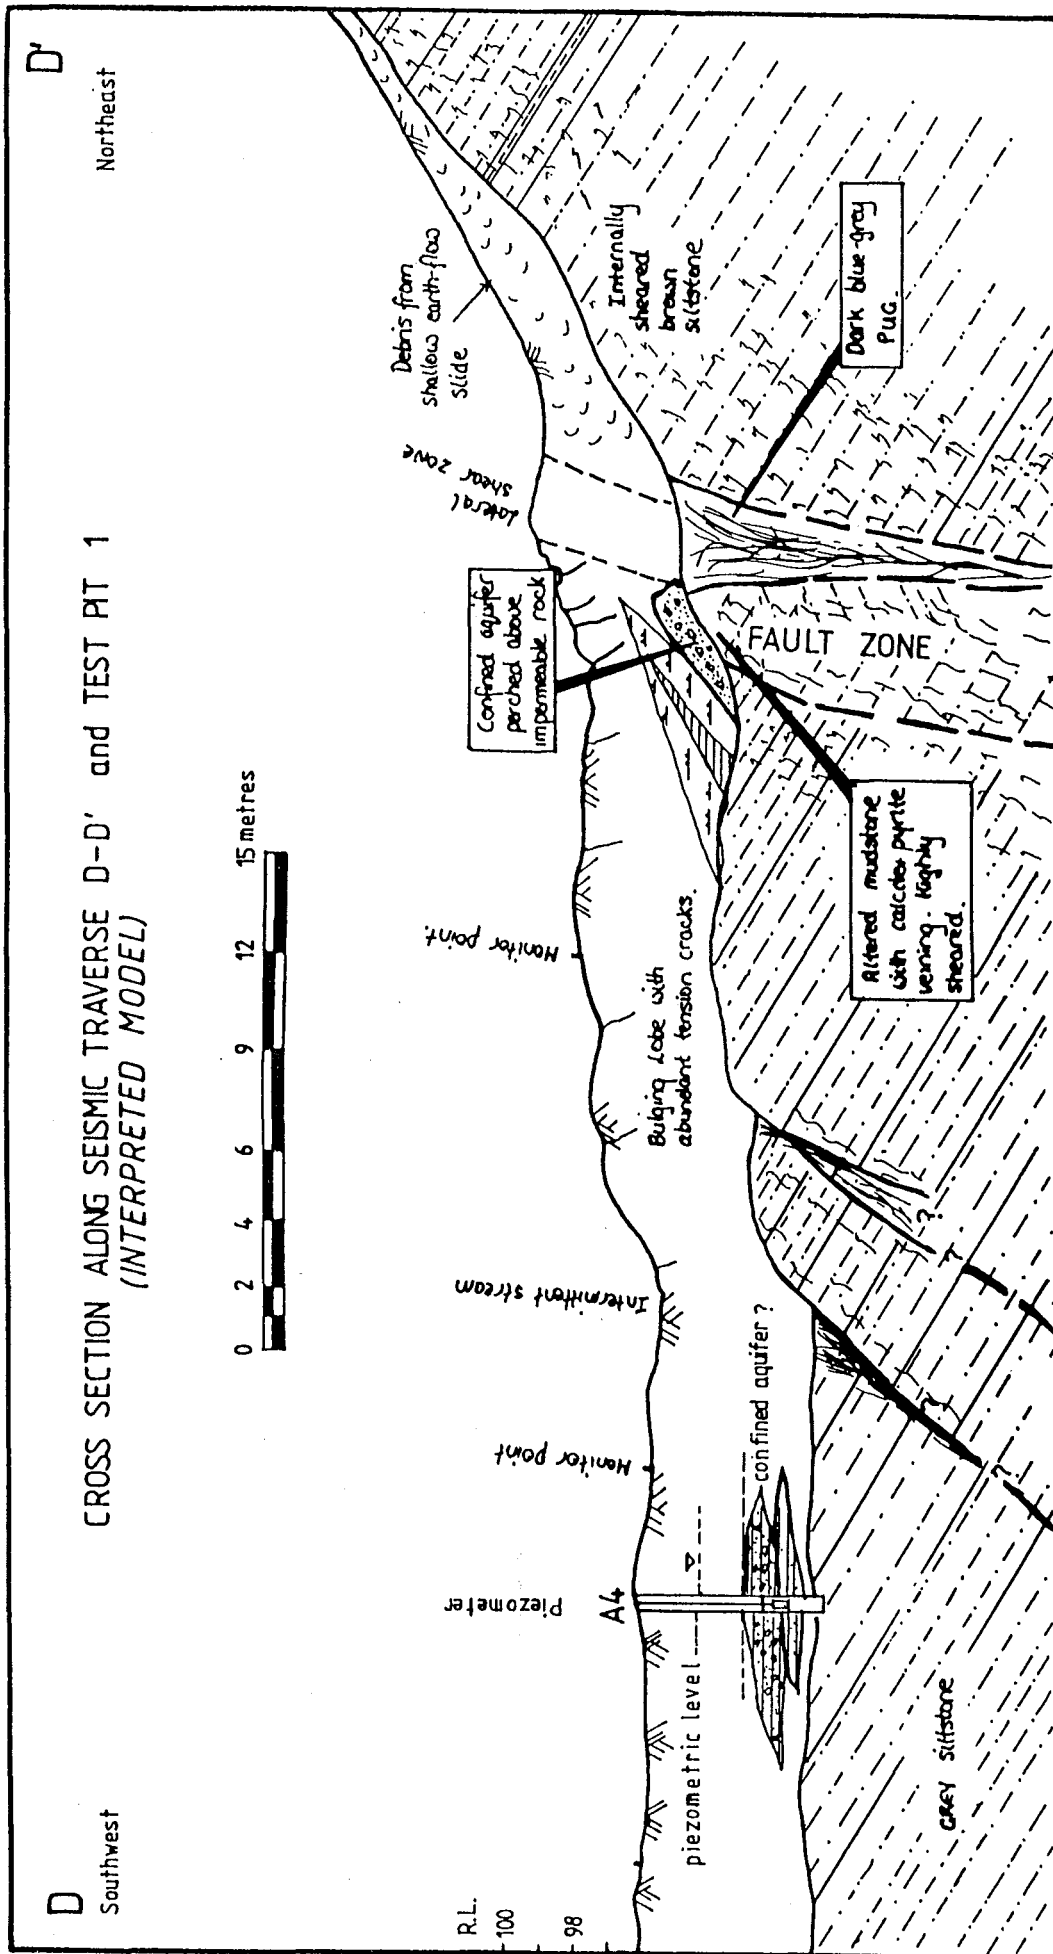 D
Southwest
D'
Northeast
CROSS SECTION ALONG SEISMIC TRAVERSE D-D' and TEST PIT 1
(INTERPRETED MODEL)
0 2 4 6 9 12 15 metres
R.L.
100
98
Piezometer
A4
piezometric level
Monitor point
Intermittent stream
confined aquifer ?
Monitor point.
Bulging Lobe with
abundant tension cracks.
Confined aquifer
perched above
impermeable rock
Lateral
shear zone
Debris from
shallow earth-flow
slide
Internally
sheared
brown
siltstone
Dark blue-grey
PUG.
FAULT ZONE
Altered mudstone
with calcite & pyrite
veining. Highly
sheared.
GREY siltstone
?
?
?
?